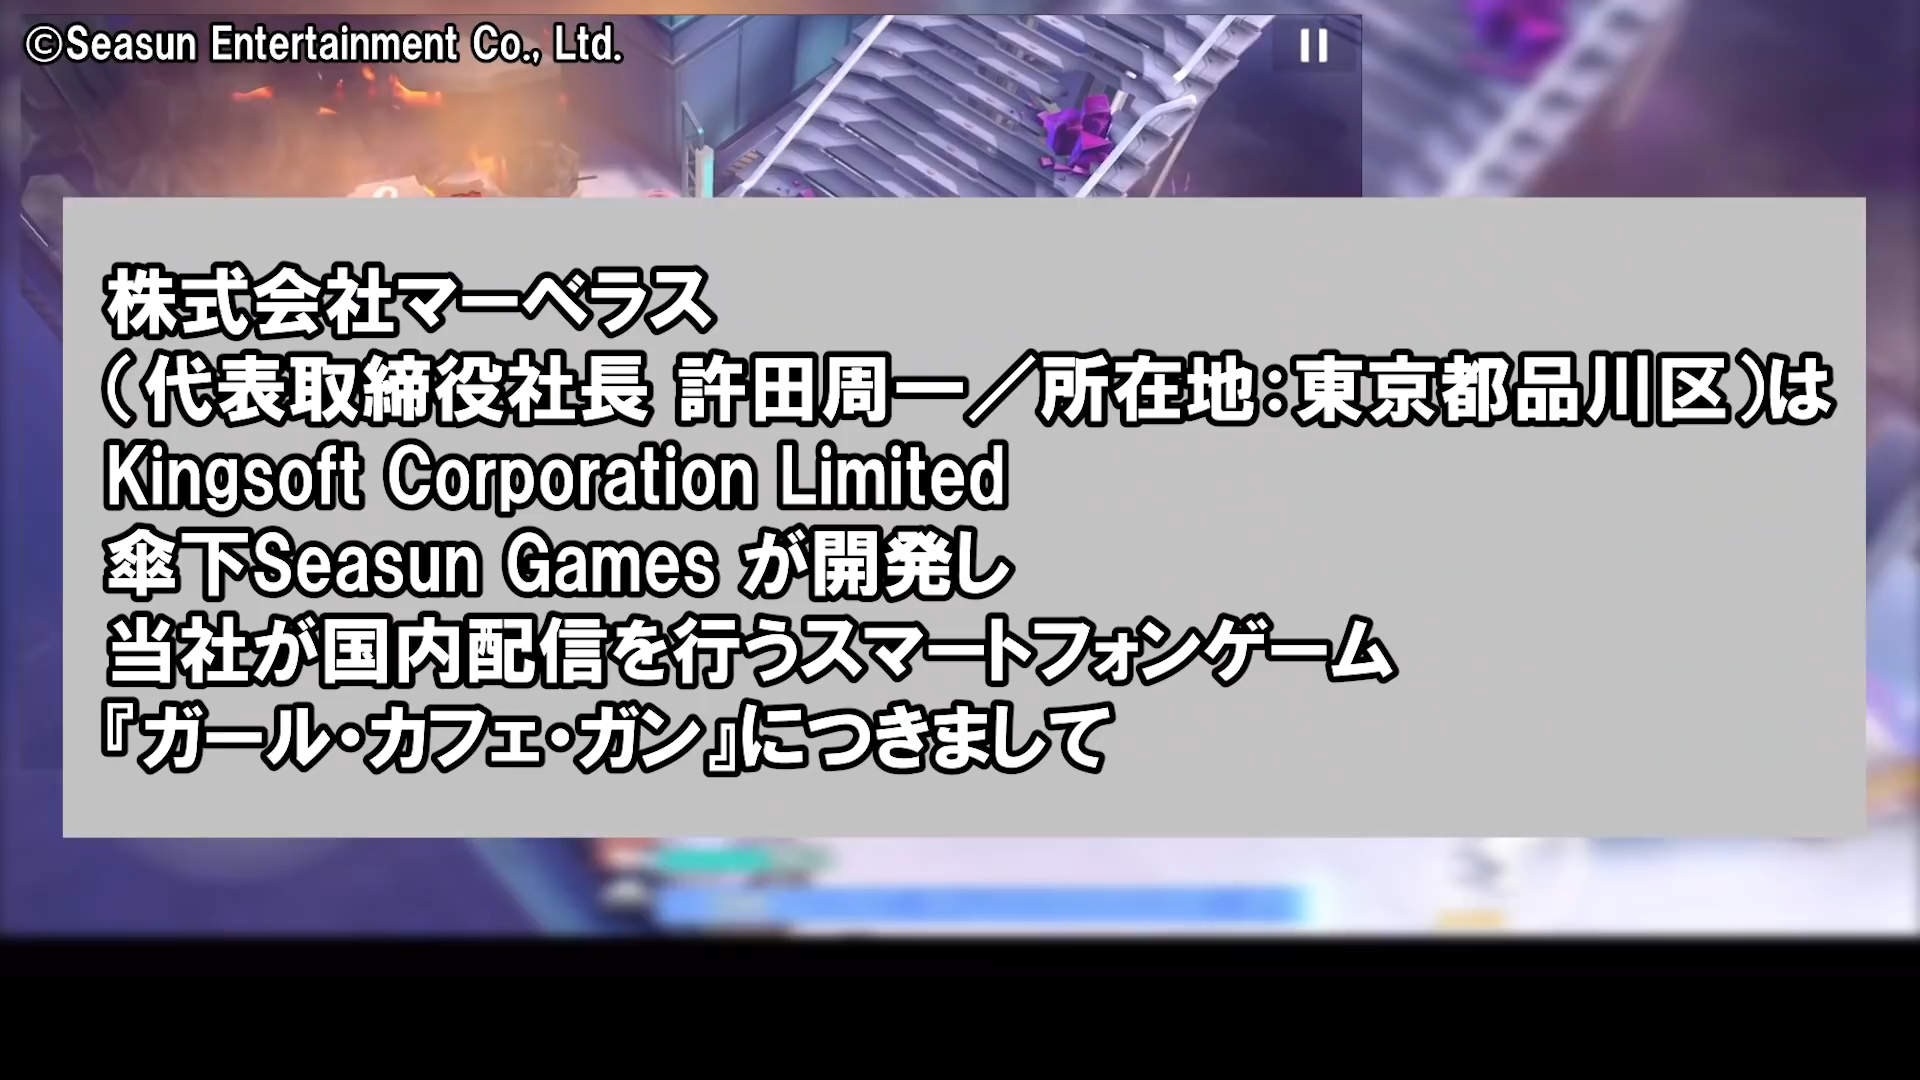 ©Seasun Entertainment Co., Ltd.
株式会社マーベラス
（代表取締役社長 許田周一／所在地：東京都品川区）は
Kingsoft Corporation Limited
傘下Seasun Games が開発し
当社が国内配信を行うスマートフォンゲーム
『ガール・カフェ・ガン』につきまして